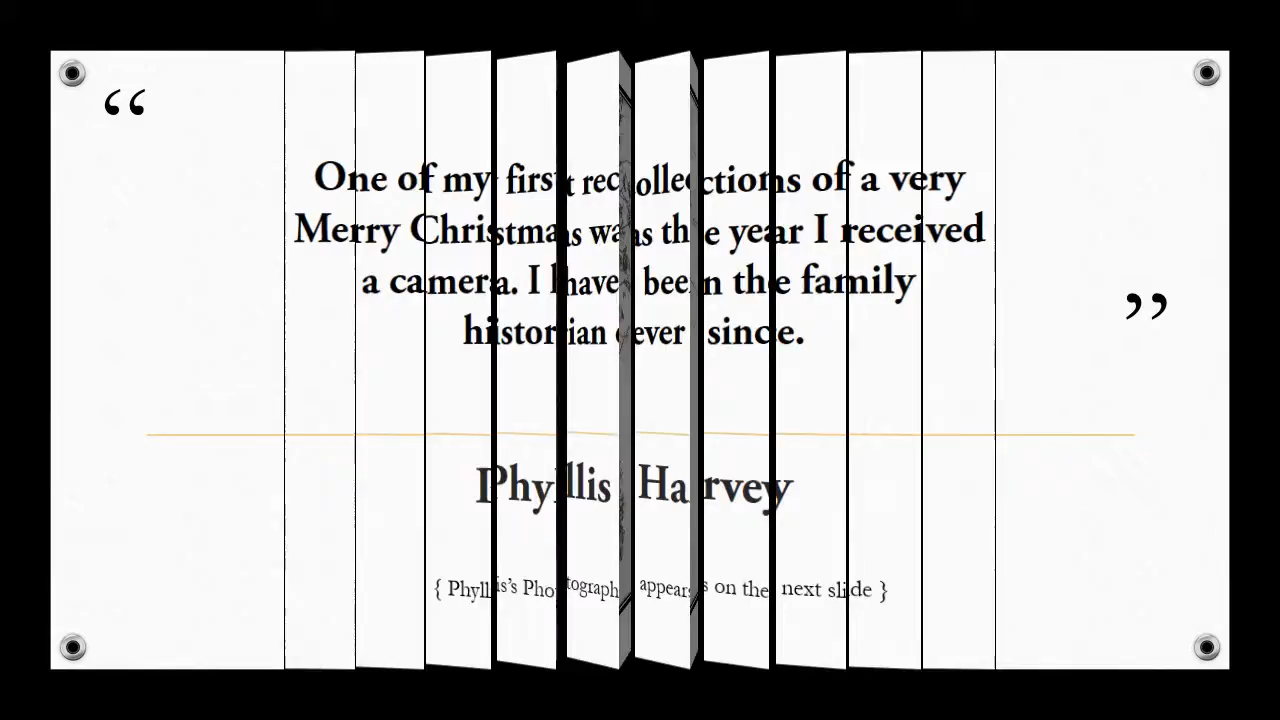 “
One of my first recollections of a very
Merry Christmas was the year I received
a camera. I have been the family
historian ever since.
”
Phyllis Harvey
{ Phyllis’s Photograph appears on the next slide }